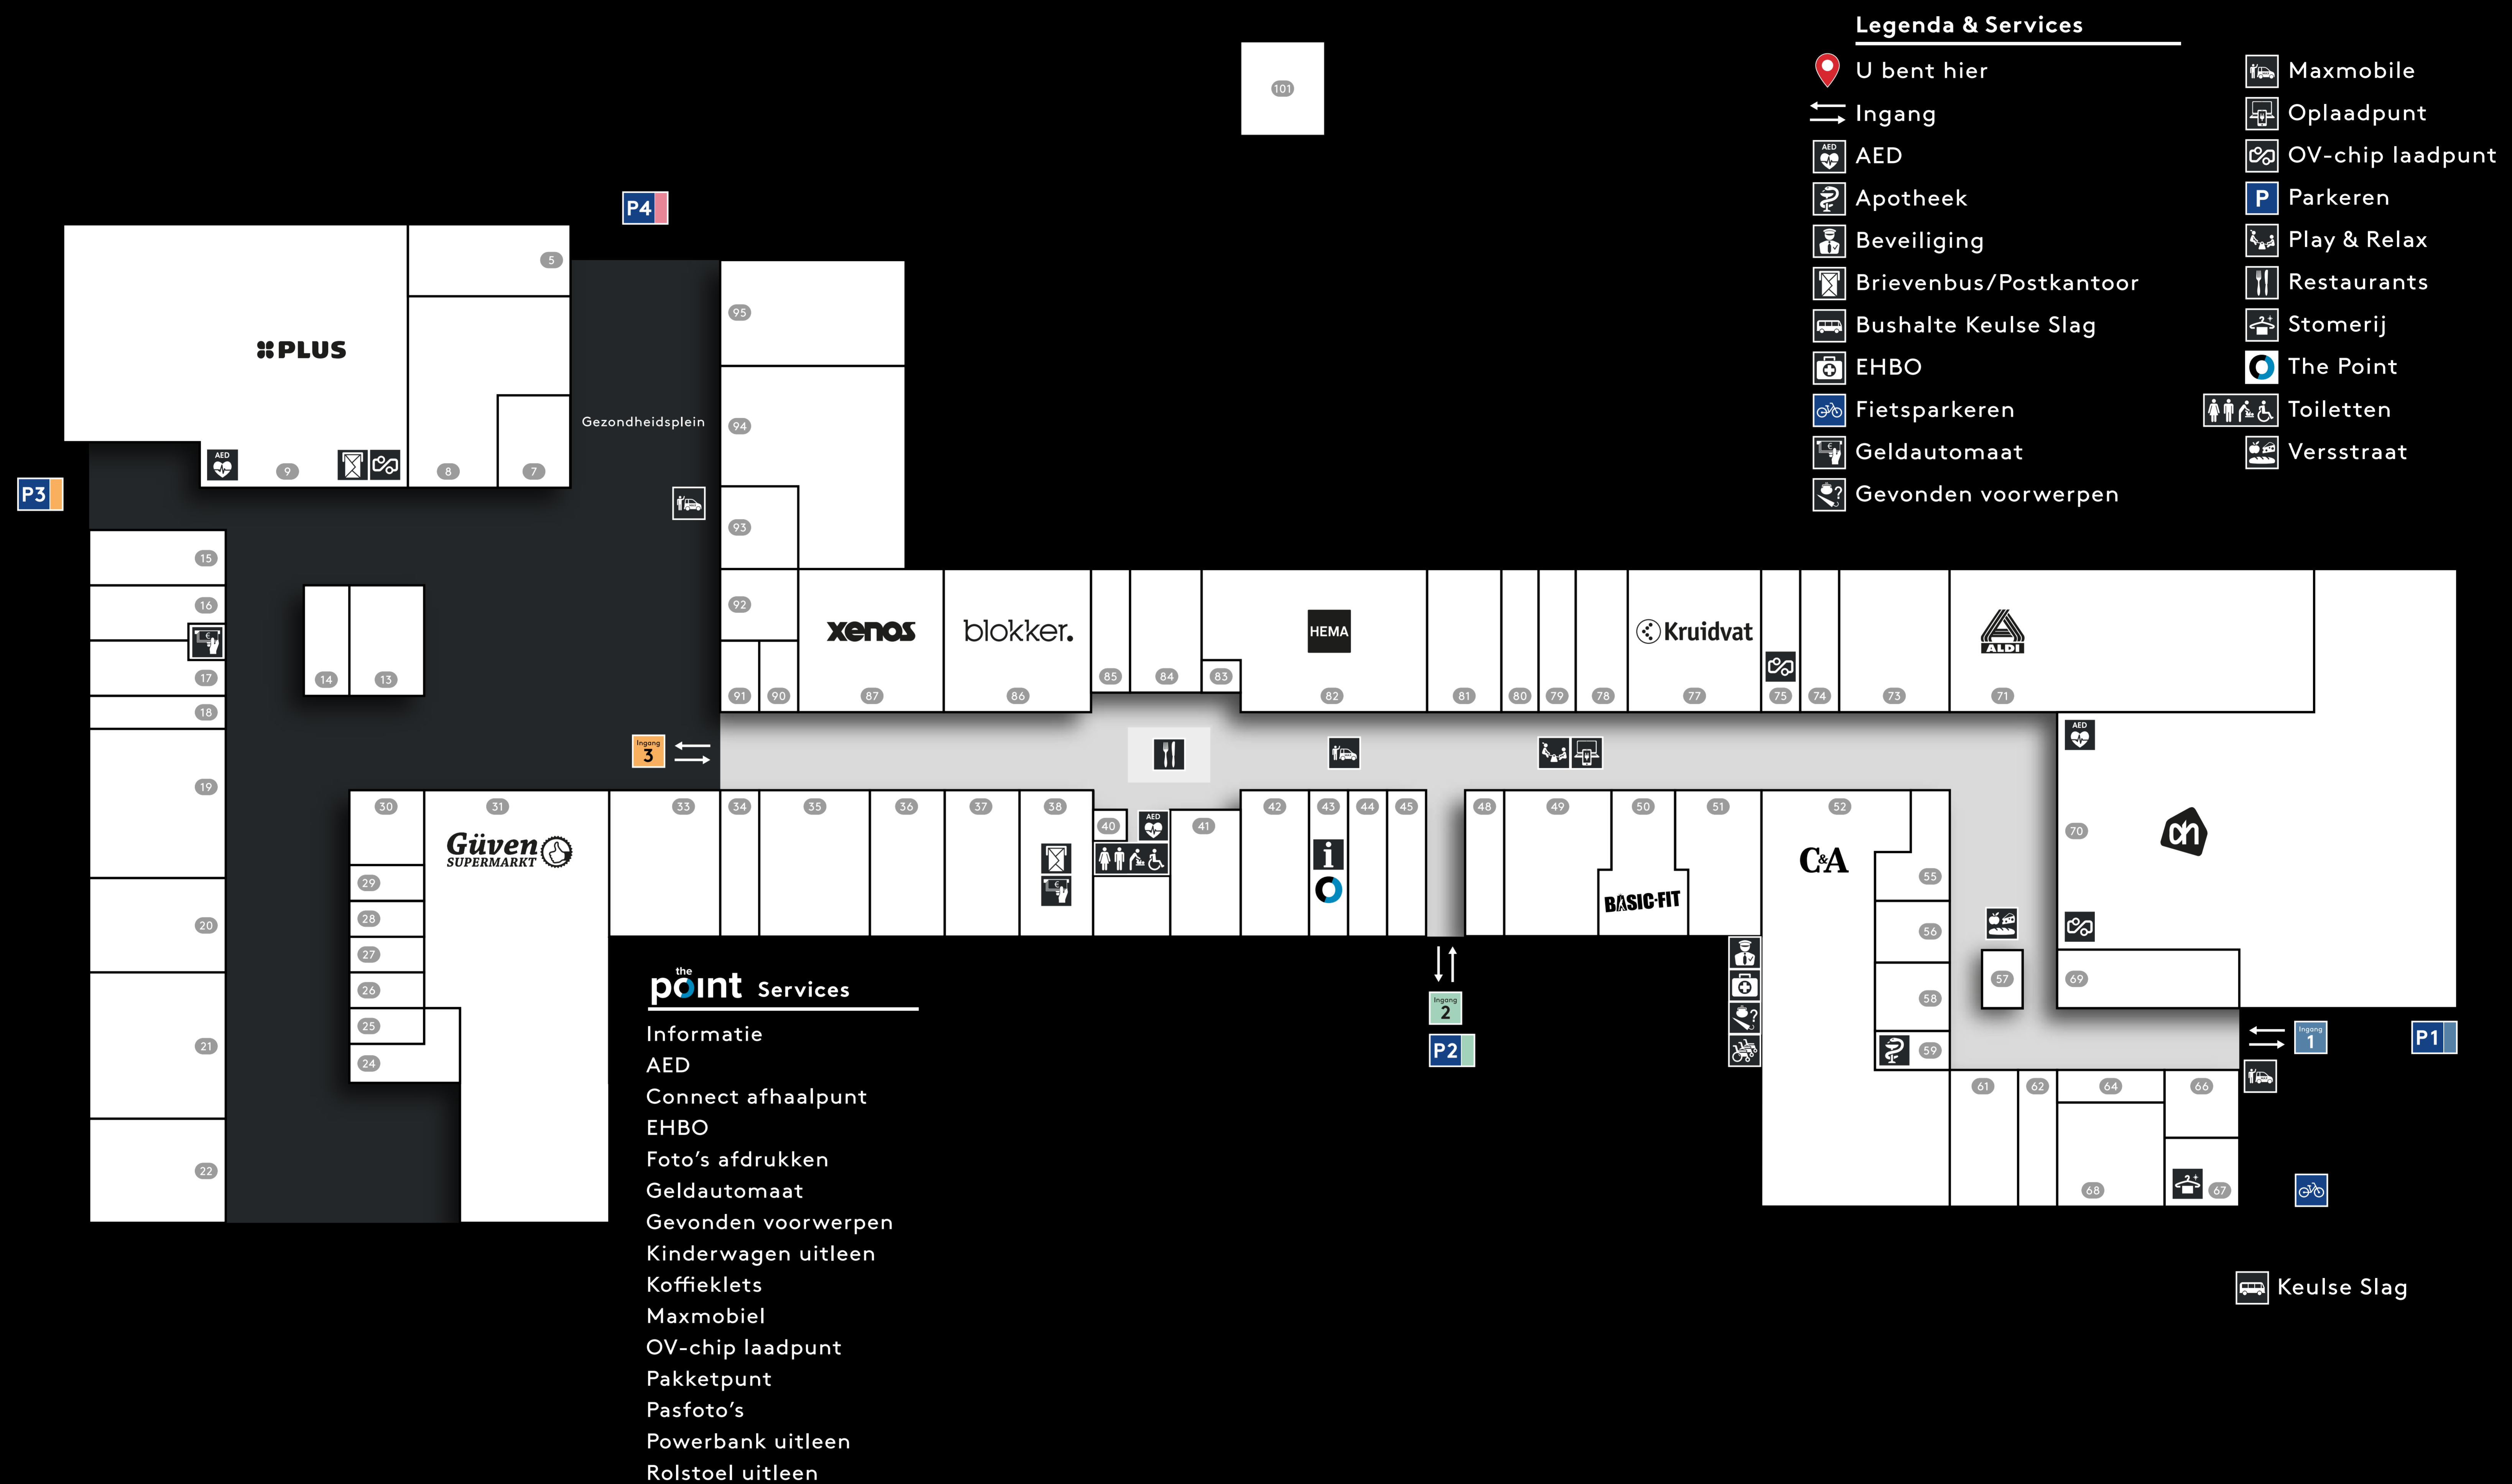 Legenda & Services
U bent hier
Ingang
AED
AED
Apotheek
Beveiliging
Brievenbus/Postkantoor
Bushalte Keulse Slag
EHBO
Fietsparkeren
Geldautomaat
Gevonden voorwerpen
Maxmobile
Oplaadpunt
OV-chip laadpunt
P Parkeren
Play & Relax
Restaurants
Stomerij
The Point
Toiletten
Versstraat
101
P4
5
PLUS
Gezondheidsplein
AED
9
8
7
P3
95
94
93
92
91
90
15
16
17
18
19
20
21
22
14
13
xenos
87
blokker.
86
85
84
83
HEMA
82
81
80
79
78
Kruidvat
77
75
74
73
ALDI
71
Ingang
3
30
31
Güven
SUPERMARKT
29
28
27
26
25
24
33
34
35
36
37
38
40
AED
41
42
43
i
44
45
48
49
50
BASIC-FIT
51
52
C&A
55
56
58
59
57
AED
70
ah
69
61
62
64
66
68
67
Ingang
2
P2
Ingang
1
P1
Keulse Slag
the
point Services
Informatie
AED
Connect afhaalpunt
EHBO
Foto's afdrukken
Geldautomaat
Gevonden voorwerpen
Kinderwagen uitleen
Koffieklets
Maxmobiel
OV-chip laadpunt
Pakketpunt
Pasfoto's
Powerbank uitleen
Rolstoel uitleen